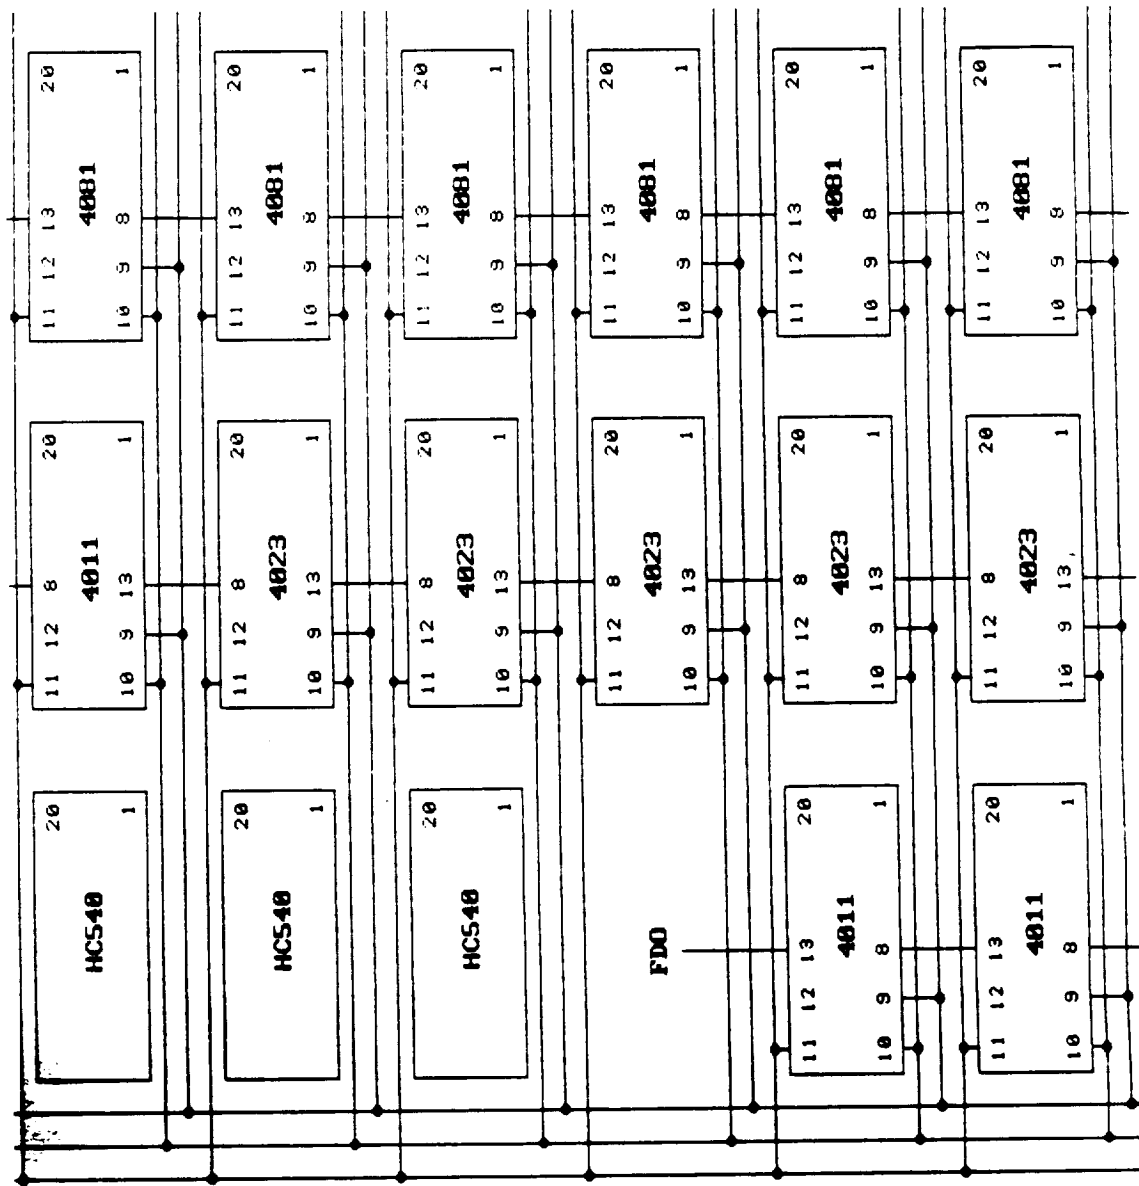 20 11 12 8 20 11 12 13 20
HC540 4011 4081
1 10 9 13 1 10 9 8 1
20 11 12 8 20 11 12 13 20
HC540 4023 4081
1 10 9 13 1 10 9 8 1
20 11 12 8 20 11 12 13 20
HC540 4023 4081
1 10 9 13 1 10 9 8 1
11 12 8 20 11 12 13 20
FDO 4023 4081
10 9 13 1 10 9 8 1
11 12 13 20 11 12 8 20 11 12 13 20
4011 4023 4081
10 9 8 1 10 9 13 1 10 9 8 1
11 12 13 20 11 12 8 20 11 12 13 20
4011 4023 4081
10 9 8 1 10 9 13 1 10 9 8 1